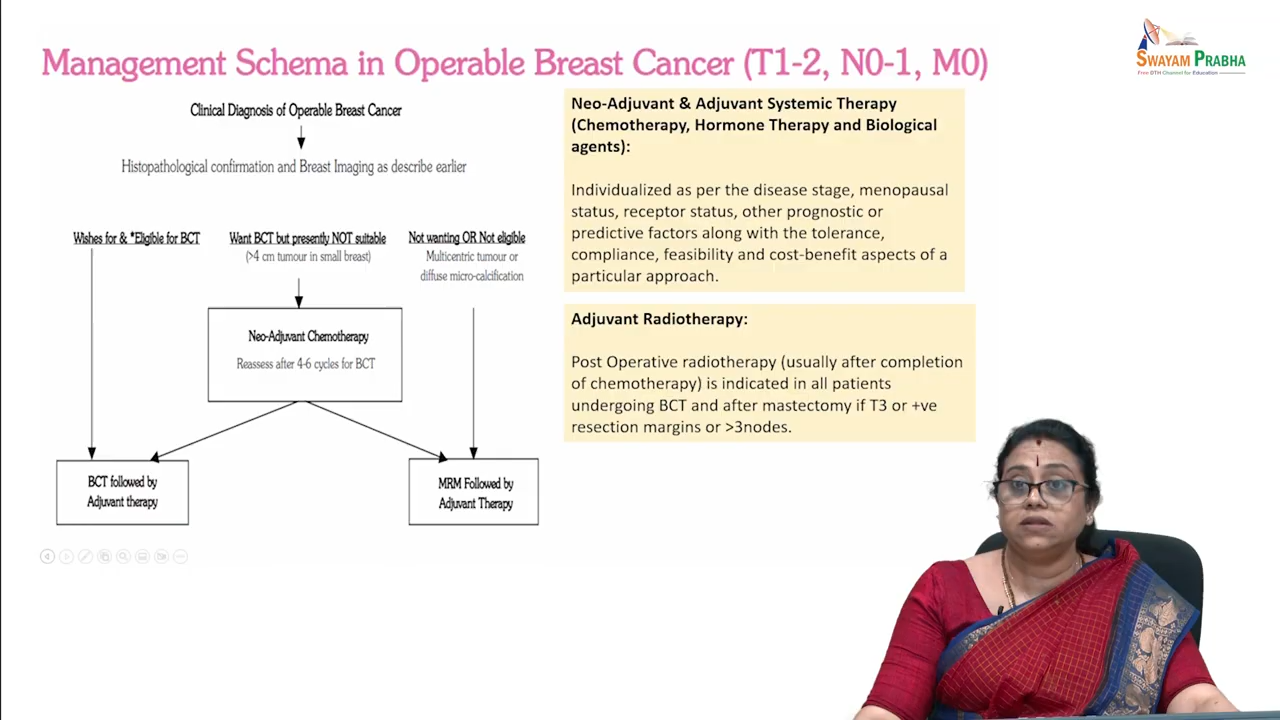 SWAYAM PRABHA
Free DTH Channel for Education
Management Schema in Operable Breast Cancer (T1-2, N0-1, M0)
Clinical Diagnosis of Operable Breast Cancer
Histopathological confirmation and Breast Imaging as describe earlier
Wishes for & *Eligible for BCT
Want BCT but presently NOT suitable
(>4 cm tumour in small breast)
Not wanting OR Not eligible
Multicentric tumour or
diffuse micro-calcification
Neo-Adjuvant Chemotherapy
Reassess after 4-6 cycles for BCT
BCT followed by
Adjuvant therapy
MRM Followed by
Adjuvant Therapy
Neo-Adjuvant & Adjuvant Systemic Therapy
(Chemotherapy, Hormone Therapy and Biological
agents):
Individualized as per the disease stage, menopausal
status, receptor status, other prognostic or
predictive factors along with the tolerance,
compliance, feasibility and cost-benefit aspects of a
particular approach.
Adjuvant Radiotherapy:
Post Operative radiotherapy (usually after completion
of chemotherapy) is indicated in all patients
undergoing BCT and after mastectomy if T3 or +ve
resection margins or >3nodes.